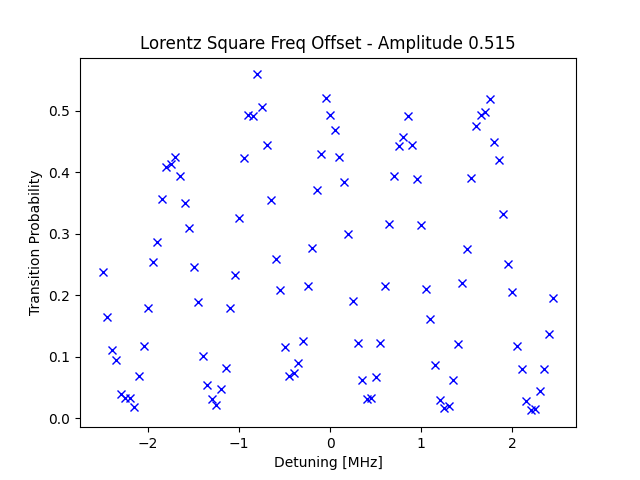 Lorentz Square Freq Offset - Amplitude 0.515
Transition Probability
0.5
0.4
0.3
0.2
0.1
0.0
−2 −1 0 1 2
Detuning [MHz]